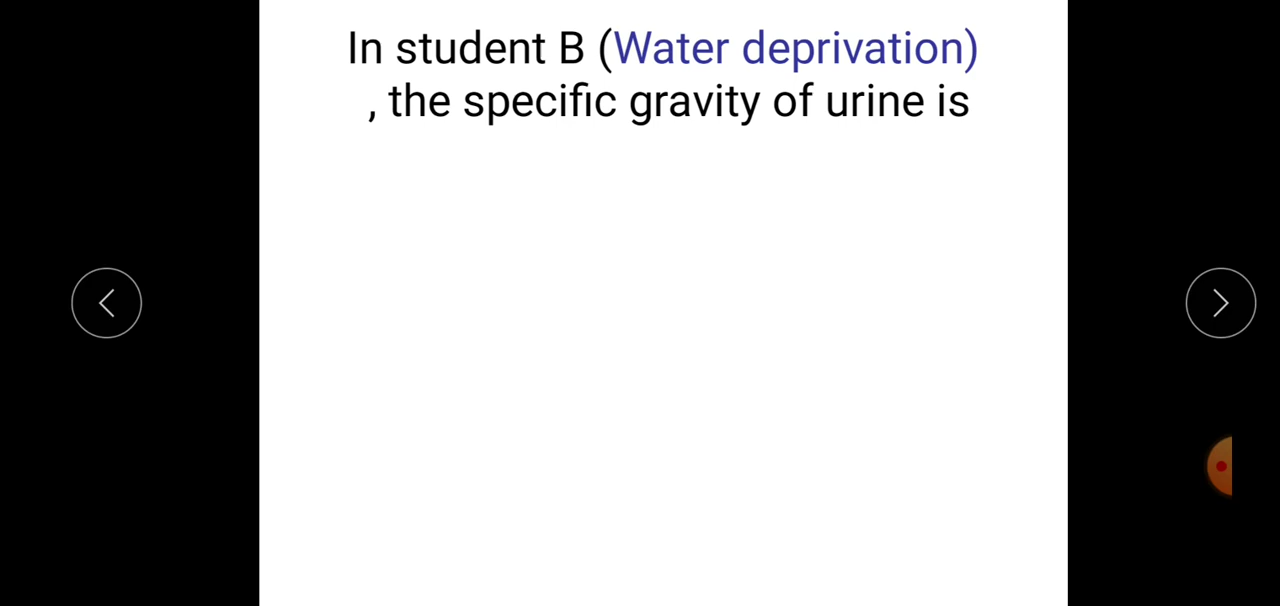 In student B (Water deprivation)
, the specific gravity of urine is